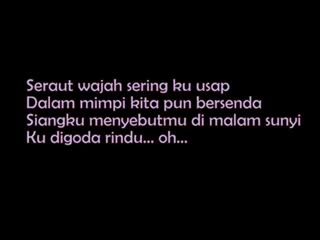 Seraut wajah sering ku usap
Dalam mimpi kita pun bersenda
Siangku menyebutmu di malam sunyi
Ku digoda rindu... oh...